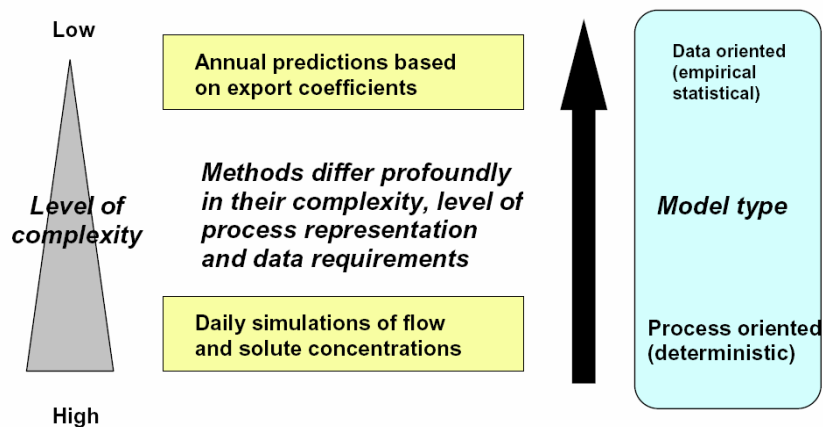 Low
Level of
complexity
High
Annual predictions based
on export coefficients
Methods differ profoundly
in their complexity, level of
process representation
and data requirements
Daily simulations of flow
and solute concentrations
Data oriented
(empirical
statistical)
Model type
Process oriented
(deterministic)